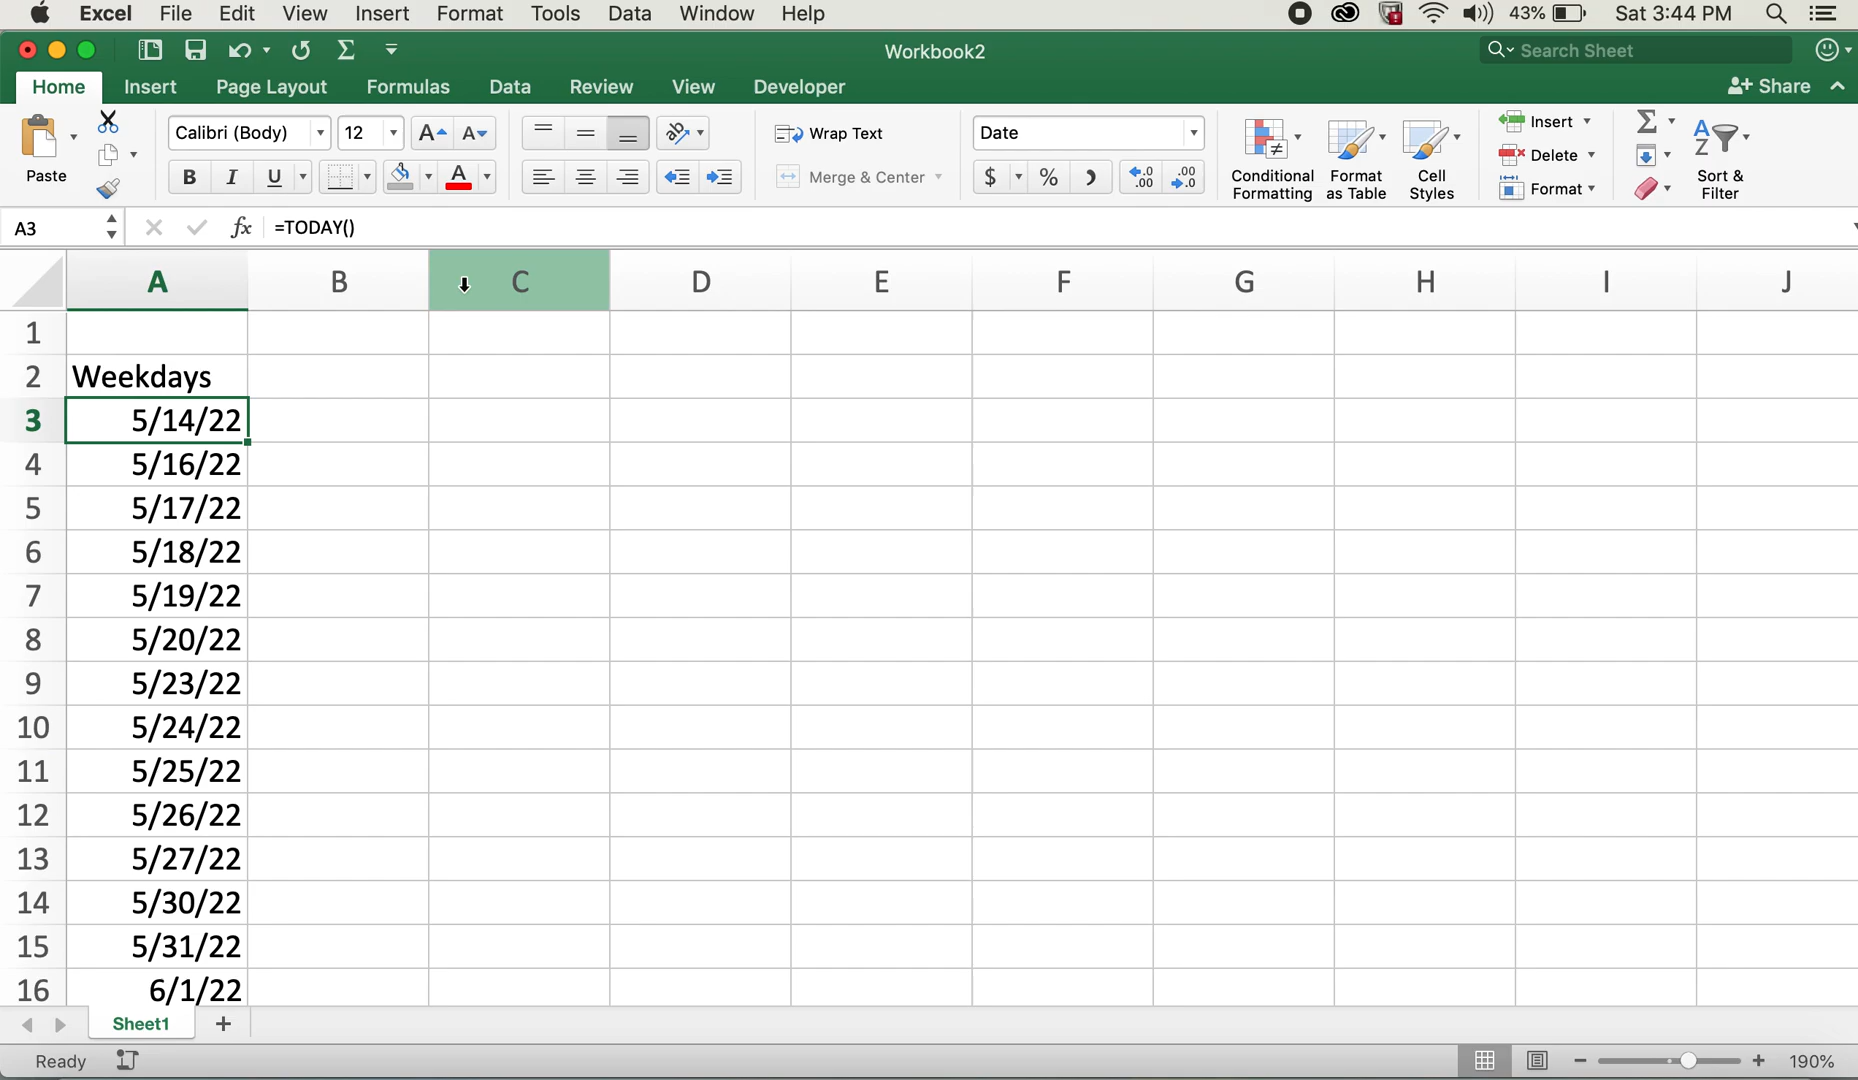 Excel File Edit View Insert Format Tools Data Window Help 43% Sat 3:44 PM
Workbook2 Search Sheet
Home Insert Page Layout Formulas Data Review View Developer Share
Paste Calibri (Body) 12 A A Wrap Text Date Insert
B I U A Merge & Center $ % .0 .00 .00 .0 Conditional Formatting Format as Table Cell Styles Delete Format Sort & Filter
A3 fx =TODAY()
A B C D E F G H I J
1
2 Weekdays
3 5/14/22
4 5/16/22
5 5/17/22
6 5/18/22
7 5/19/22
8 5/20/22
9 5/23/22
10 5/24/22
11 5/25/22
12 5/26/22
13 5/27/22
14 5/30/22
15 5/31/22
16 6/1/22
Sheet1 +
Ready 190%